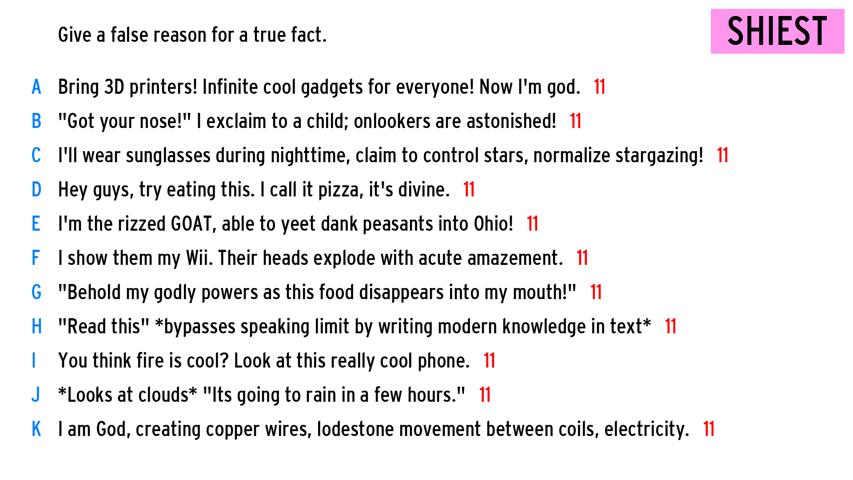 Give a false reason for a true fact.
SHIEST
A Bring 3D printers! Infinite cool gadgets for everyone! Now I'm god. 11
B "Got your nose!" I exclaim to a child; onlookers are astonished! 11
C I'll wear sunglasses during nighttime, claim to control stars, normalize stargazing! 11
D Hey guys, try eating this. I call it pizza, it's divine. 11
E I'm the rizzed GOAT, able to yeet dank peasants into Ohio! 11
F I show them my Wii. Their heads explode with acute amazement. 11
G "Behold my godly powers as this food disappears into my mouth!" 11
H "Read this" *bypasses speaking limit by writing modern knowledge in text* 11
I You think fire is cool? Look at this really cool phone. 11
J *Looks at clouds* "Its going to rain in a few hours." 11
K I am God, creating copper wires, lodestone movement between coils, electricity. 11